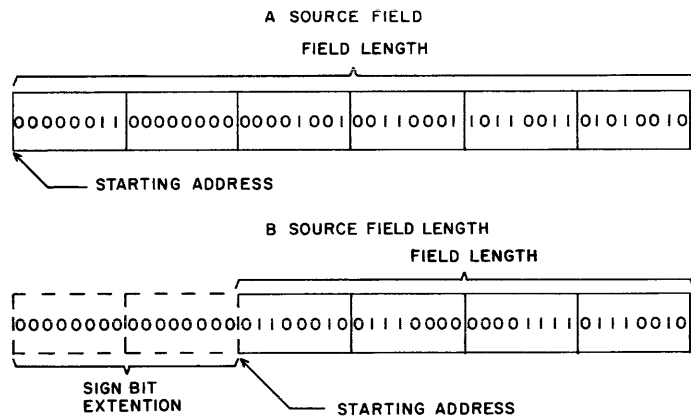 A SOURCE FIELD
FIELD LENGTH
00000011 00000000 00001001 00110001 10110011 01010010
STARTING ADDRESS
B SOURCE FIELD LENGTH
FIELD LENGTH
00000000 00000000 01100010 01110000 00001111 01110010
SIGN BIT
EXTENTION
STARTING ADDRESS